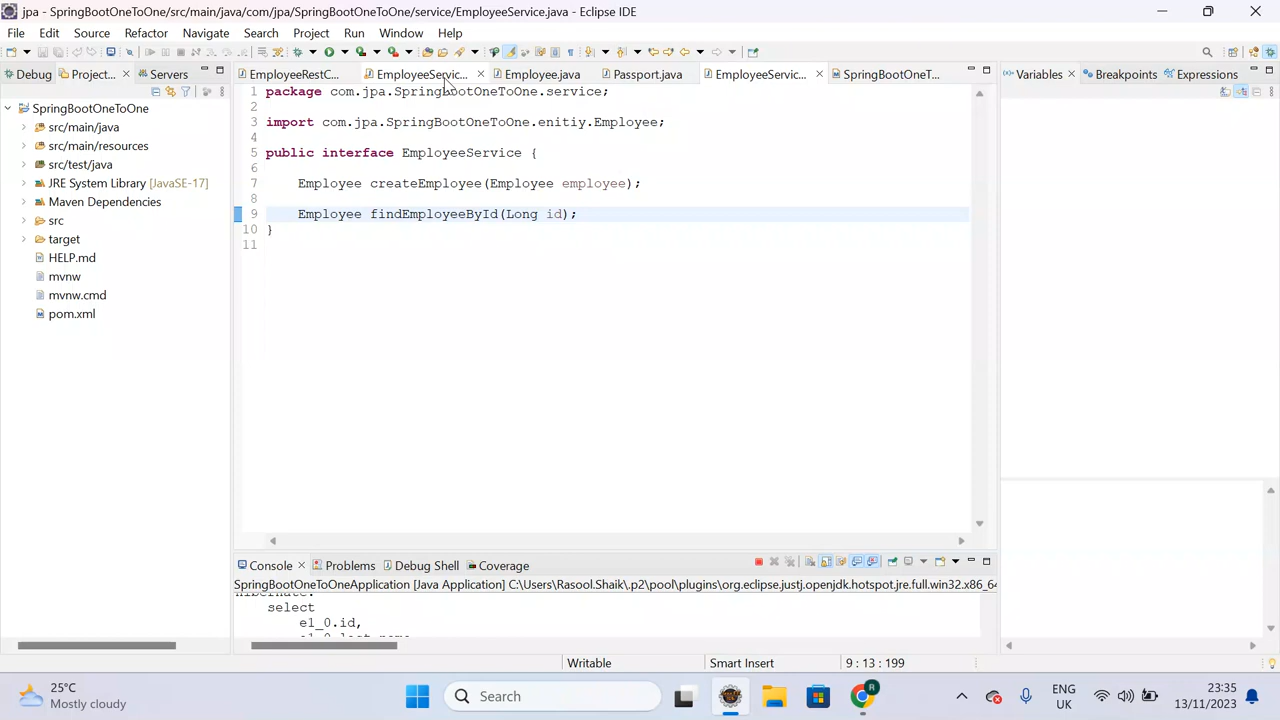 jpa - SpringBootOneToOne/src/main/java/com/jpa/SpringBootOneToOne/service/EmployeeService.java - Eclipse IDE
File Edit Source Refactor Navigate Search Project Run Window Help
Debug Project... Servers
EmployeeRestC... EmployeeServic... Employee.java Passport.java EmployeeServic... SpringBootOneT...
Variables Breakpoints Expressions
SpringBootOneToOne
src/main/java
src/main/resources
src/test/java
JRE System Library [JavaSE-17]
Maven Dependencies
src
target
HELP.md
mvnw
mvnw.cmd
pom.xml
1 package com.jpa.SpringBootOneToOne.service;
2
3 import com.jpa.SpringBootOneToOne.enitiy.Employee;
4
5 public interface EmployeeService {
6
7 Employee createEmployee(Employee employee);
8
9 Employee findEmployeeById(Long id);
10 }
11
Console Problems Debug Shell Coverage
SpringBootOneToOneApplication [Java Application] C:\Users\Rasool.Shaik\.p2\pool\plugins\org.eclipse.justj.openjdk.hotspot.jre.full.win32.x86_64
Hibernate:
select
e1_0.id,
e1_0.last_name
Writable Smart Insert 9 : 13 : 199
25°C
Mostly cloudy
Search
R
ENG
UK
23:35
13/11/2023